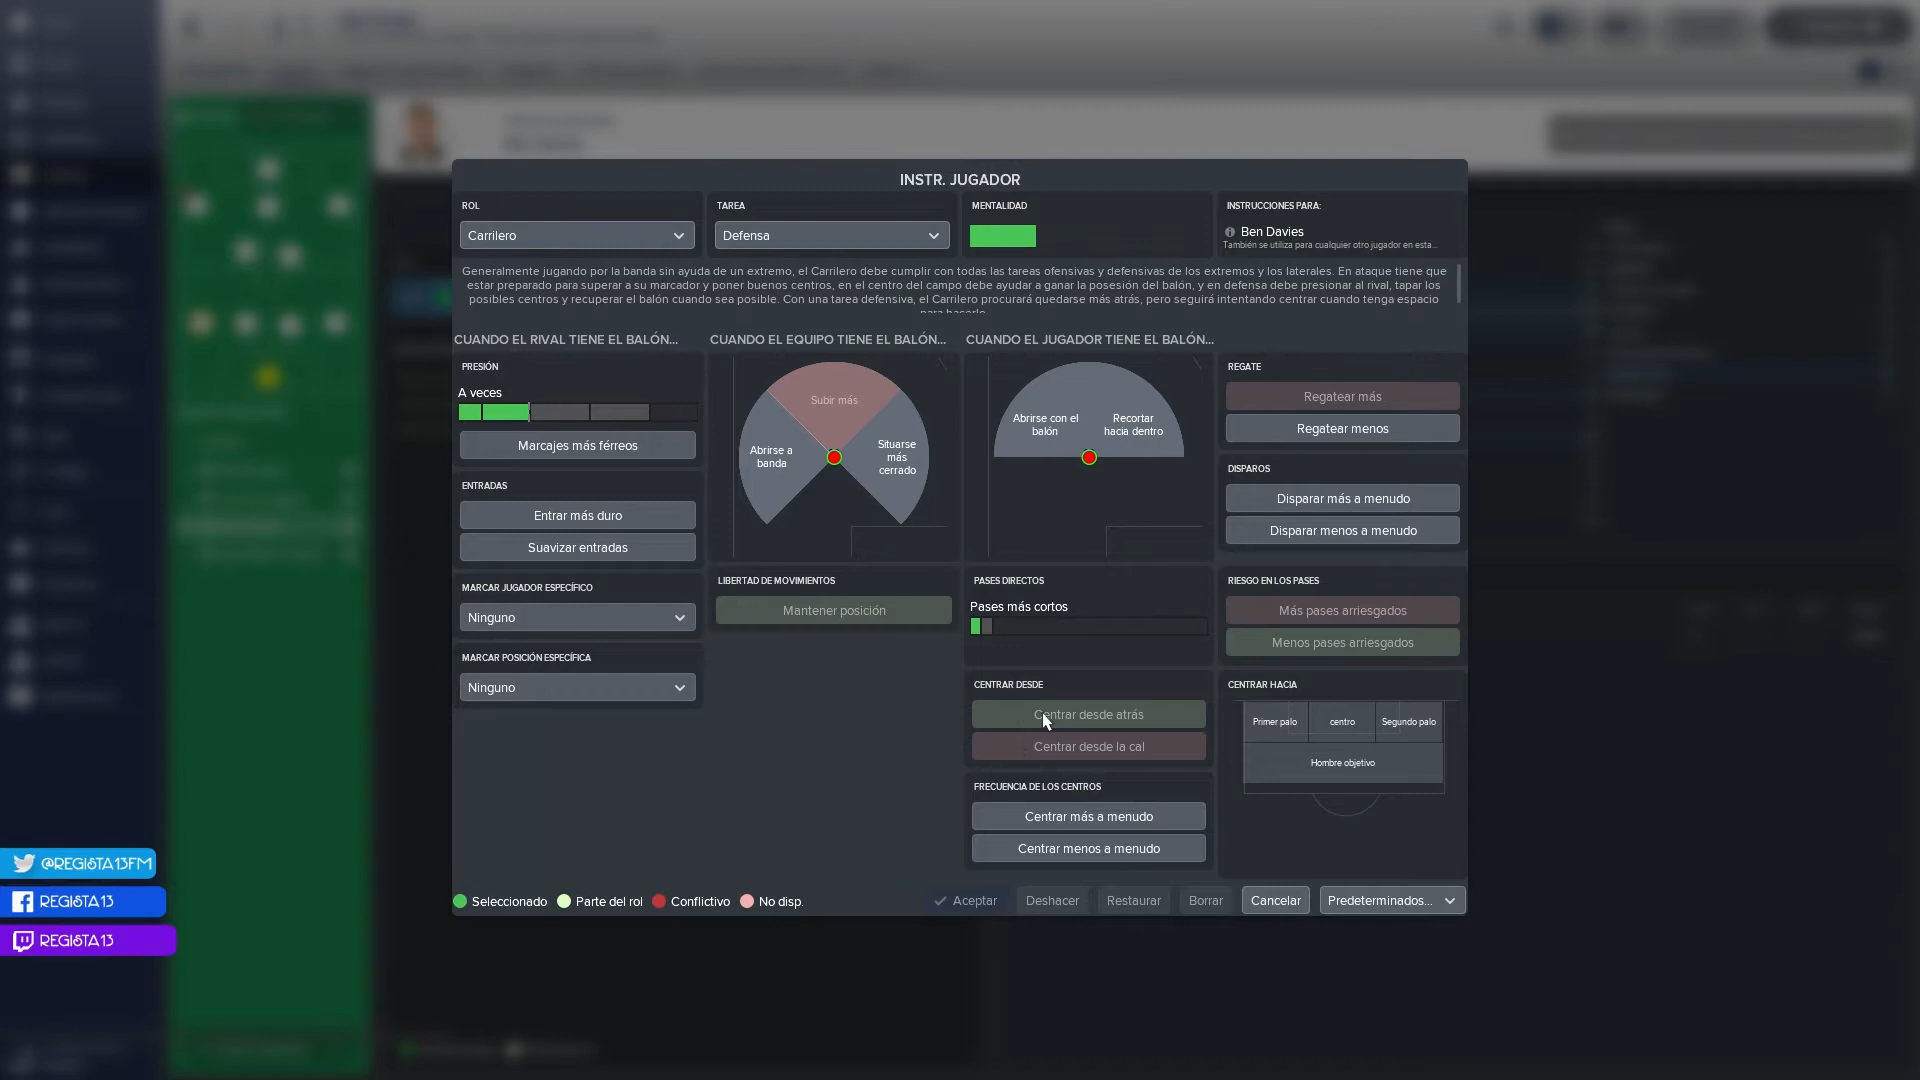 INSTR. JUGADOR
ROL
TAREA
MENTALIDAD
INSTRUCCIONES PARA:
Carrilero
Defensa
Ben Davies
También se utiliza para cualquier otro jugador en esta...
Generalmente jugando por la banda sin ayuda de un extremo, el Carrilero debe cumplir con todas las tareas ofensivas y defensivas de los extremos y los laterales. En ataque tiene que
estar preparado para superar a su marcador y poner buenos centros, en el centro del campo debe ayudar a ganar la posesión del balón, y en defensa debe presionar al rival, tapar los
posibles centros y recuperar el balón cuando sea posible. Con una tarea defensiva, el Carrilero procurará quedarse más atrás, pero seguirá intentando centrar cuando tenga espacio
para hacerlo.
CUANDO EL RIVAL TIENE EL BALÓN...
CUANDO EL EQUIPO TIENE EL BALÓN...
CUANDO EL JUGADOR TIENE EL BALÓN...
PRESIÓN
A veces
Marcajes más férreos
ENTRADAS
Entrar más duro
Suavizar entradas
MARCAR JUGADOR ESPECÍFICO
Ninguno
MARCAR POSICIÓN ESPECÍFICA
Ninguno
Subir más
Abrirse a
banda
Situarse
más
cerrado
LIBERTAD DE MOVIMIENTOS
Mantener posición
Abrirse con el
balón
Recortar
hacia dentro
PASES DIRECTOS
Pases más cortos
CENTRAR DESDE
Centrar desde atrás
Centrar desde la cal
FRECUENCIA DE LOS CENTROS
Centrar más a menudo
Centrar menos a menudo
REGATE
Regatear más
Regatear menos
DISPAROS
Disparar más a menudo
Disparar menos a menudo
RIESGO EN LOS PASES
Más pases arriesgados
Menos pases arriesgados
CENTRAR HACIA
Primer palo
centro
Segundo palo
Hombre objetivo
Seleccionado
Parte del rol
Conflictivo
No disp.
Aceptar
Deshacer
Restaurar
Borrar
Cancelar
Predeterminados...
@REGISTA13FM
REGISTA13
REGISTA13